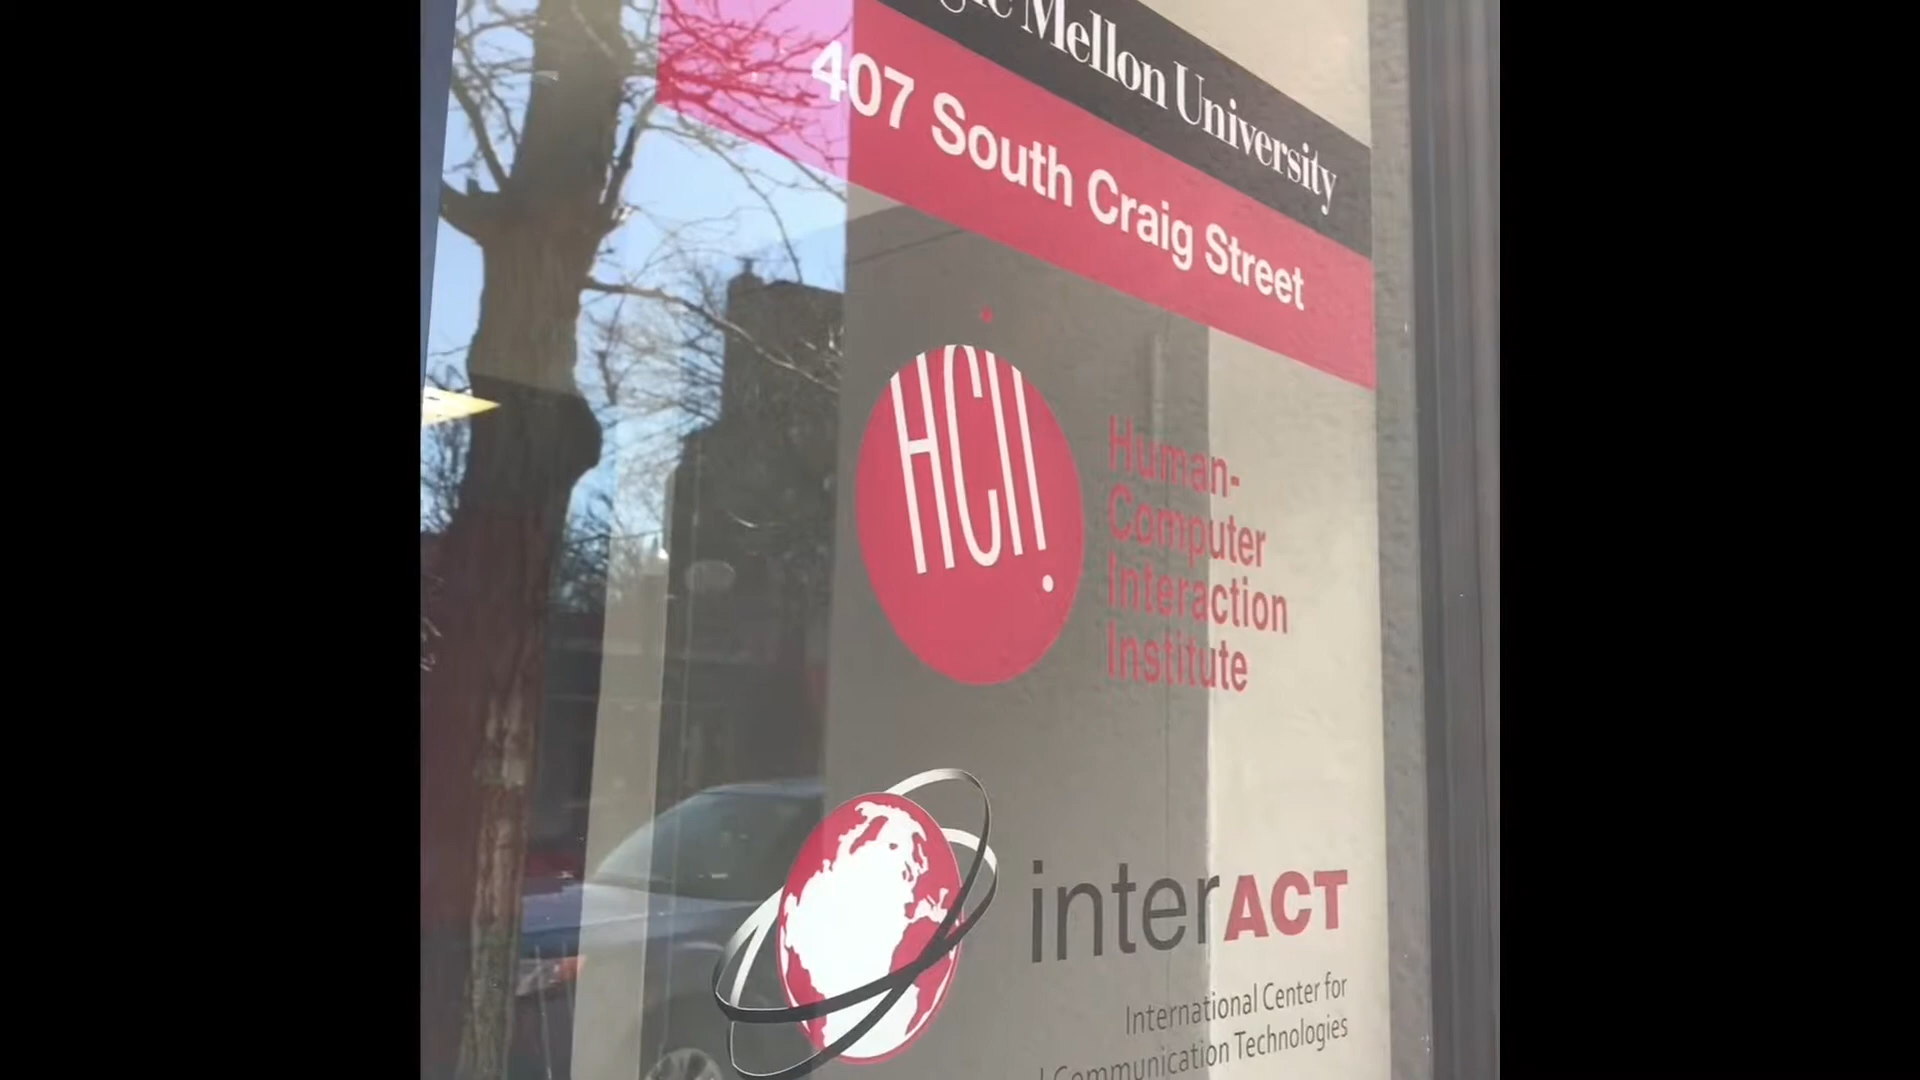 Mellon University
407 South Craig Street
HCII
Human-
Computer
Interaction
Institute
interACT
International Center for
Communication Technologies